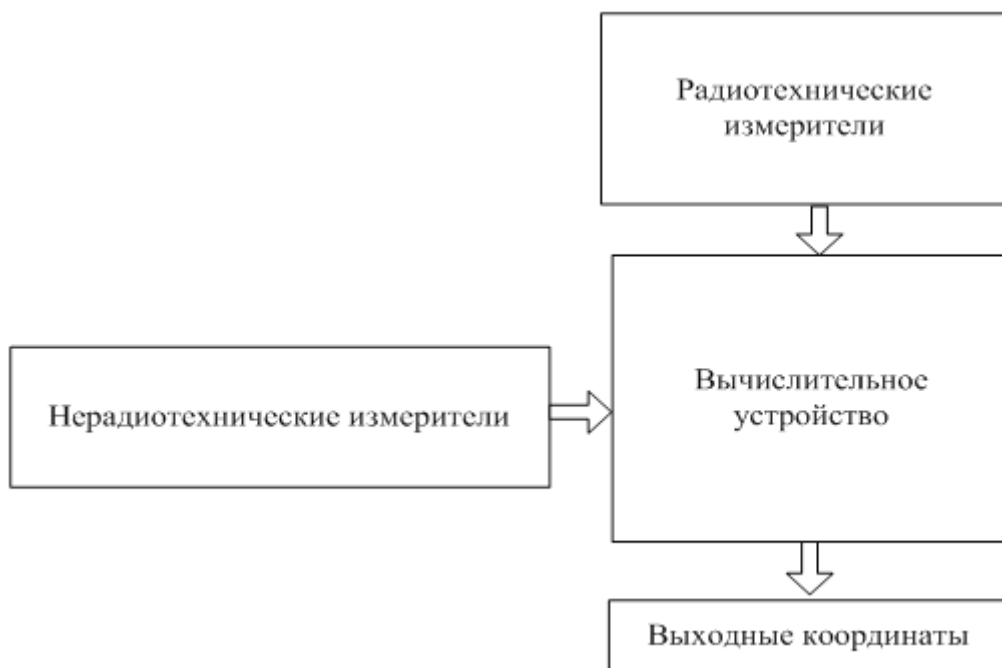 Радиотехнические
измерители
Нерадиотехнические измерители
Вычислительное
устройство
Выходные координаты